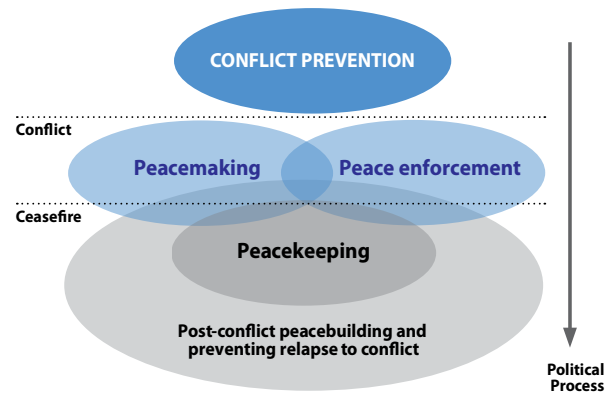 CONFLICT PREVENTION
Conflict
Peacemaking
Peace enforcement
Ceasefire
Peacekeeping
Post-conflict peacebuilding and
preventing relapse to conflict
Political
Process